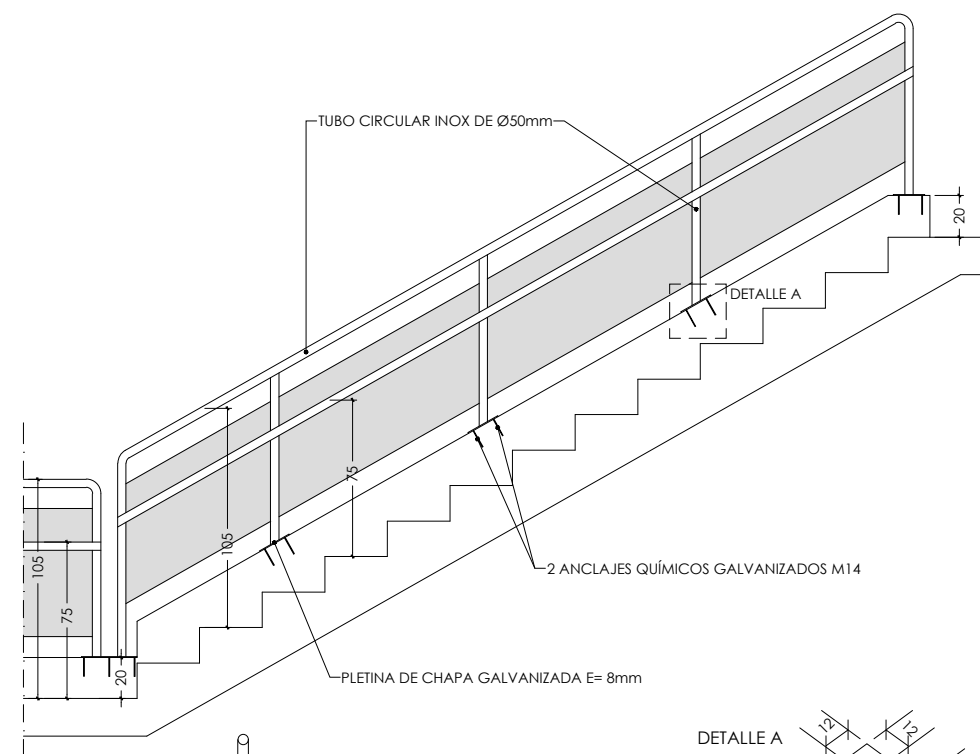 TUBO CIRCULAR INOX DE Ø50mm
20
DETALLE A
75
105
105
75
2 ANCLAJES QUÍMICOS GALVANIZADOS M14
20
PLETINA DE CHAPA GALVANIZADA E= 8mm
DETALLE A
12
12